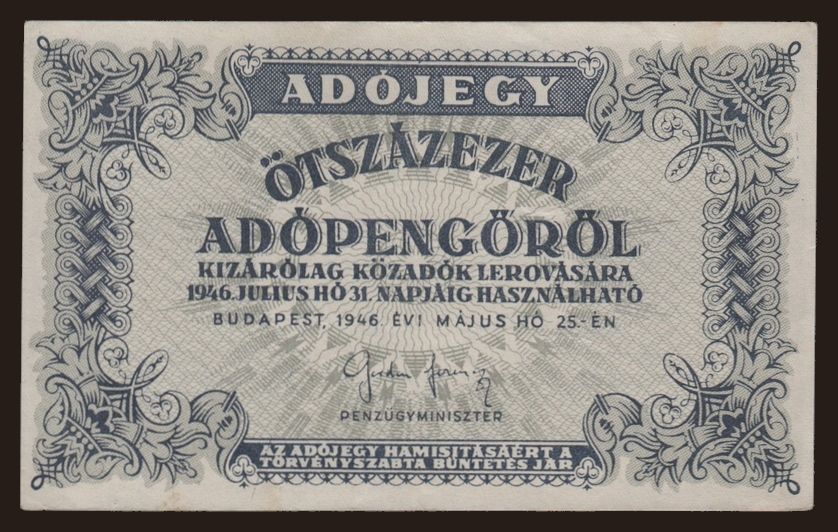 ADÓJEGY
ÖTSZÁZEZER
ADÓPENGŐRŐL
KIZÁRÓLAG KÖZADÓK LEROVÁSÁRA
1946. JULIUS HÓ 31. NAPJÁIG HASZNÁLHATÓ
BUDAPEST, 1946. ÉVI MÁJUS HÓ 25.-ÉN
PÉNZÜGYMINISZTER
AZ ADÓJEGY HAMISITÁSÁÉRT A
TÖRVÉNYSZABTA BÜNTETÉS JÁR